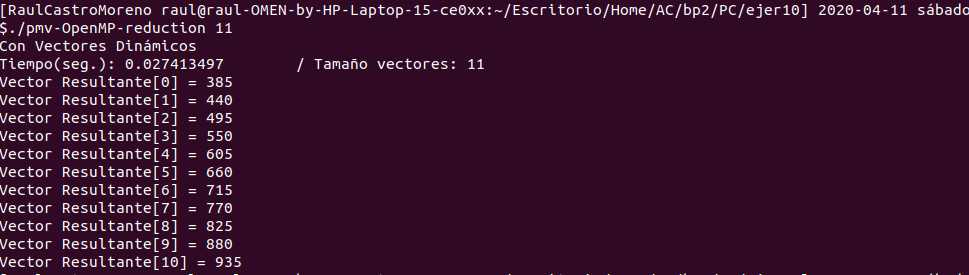 [RaulCastroMoreno raul@raul-OMEN-by-HP-Laptop-15-ce0xx:~/Escritorio/Home/AC/bp2/PC/ejer10] 2020-04-11 sábado
$./pmv-OpenMP-reduction 11
Con Vectores Dinámicos
Tiempo(seg.): 0.027413497 / Tamaño vectores: 11
Vector Resultante[0] = 385
Vector Resultante[1] = 440
Vector Resultante[2] = 495
Vector Resultante[3] = 550
Vector Resultante[4] = 605
Vector Resultante[5] = 660
Vector Resultante[6] = 715
Vector Resultante[7] = 770
Vector Resultante[8] = 825
Vector Resultante[9] = 880
Vector Resultante[10] = 935